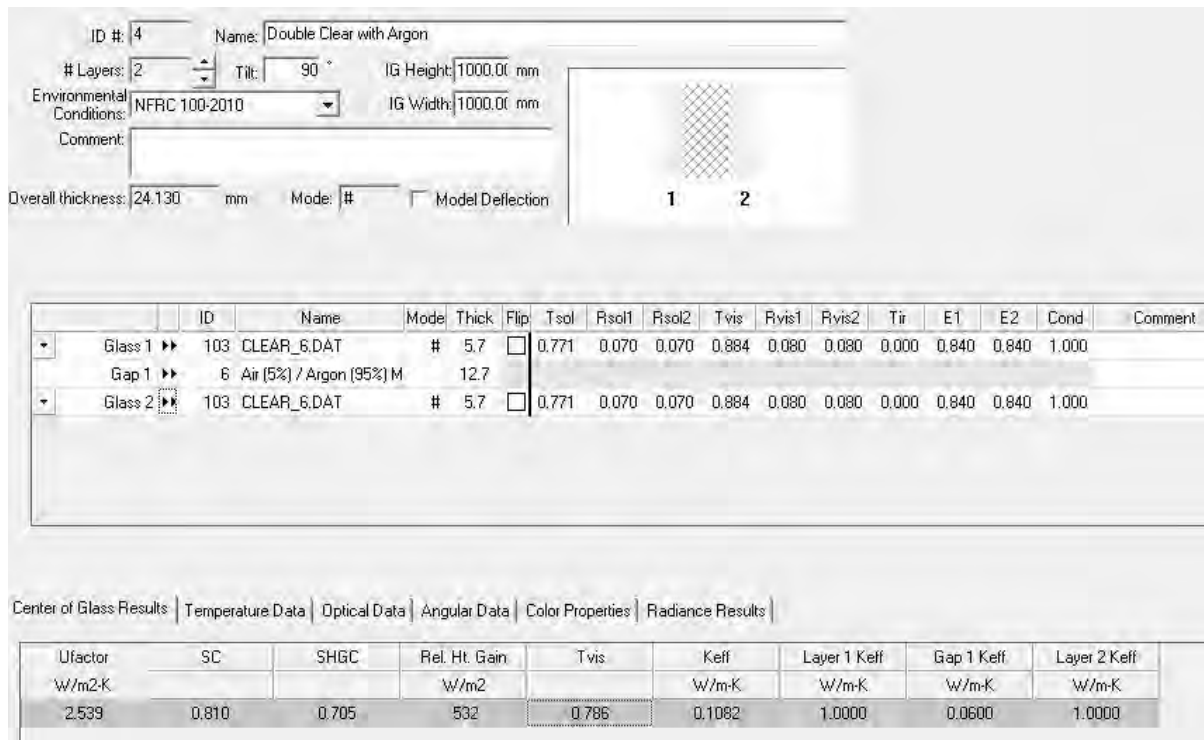 ID #: 4 Name: Double Clear with Argon
# Layers: 2 Tilt: 90 ° IG Height: 1000.00 mm
Environmental Conditions: NFRC 100-2010 IG Width: 1000.00 mm
Comment:
Overall thickness: 24.130 mm Mode: # Model Deflection
1 2
ID Name Mode Thick Flip Tsol Rsol1 Rsol2 Tvis Rvis1 Rvis2 Tir E1 E2 Cond Comment
Glass 1 103 CLEAR_6.DAT # 5.7 0.771 0.070 0.070 0.884 0.080 0.080 0.000 0.840 0.840 1.000
Gap 1 6 Air (5%) / Argon (95%) M 12.7
Glass 2 103 CLEAR_6.DAT # 5.7 0.771 0.070 0.070 0.884 0.080 0.080 0.000 0.840 0.840 1.000
Center of Glass Results Temperature Data Optical Data Angular Data Color Properties Radiance Results
Ufactor SC SHGC Rel. Ht. Gain Tvis Keff Layer 1 Keff Gap 1 Keff Layer 2 Keff
W/m2-K W/m2 W/m-K W/m-K W/m-K W/m-K
2.539 0.810 0.705 532 0.786 0.1082 1.0000 0.0600 1.0000